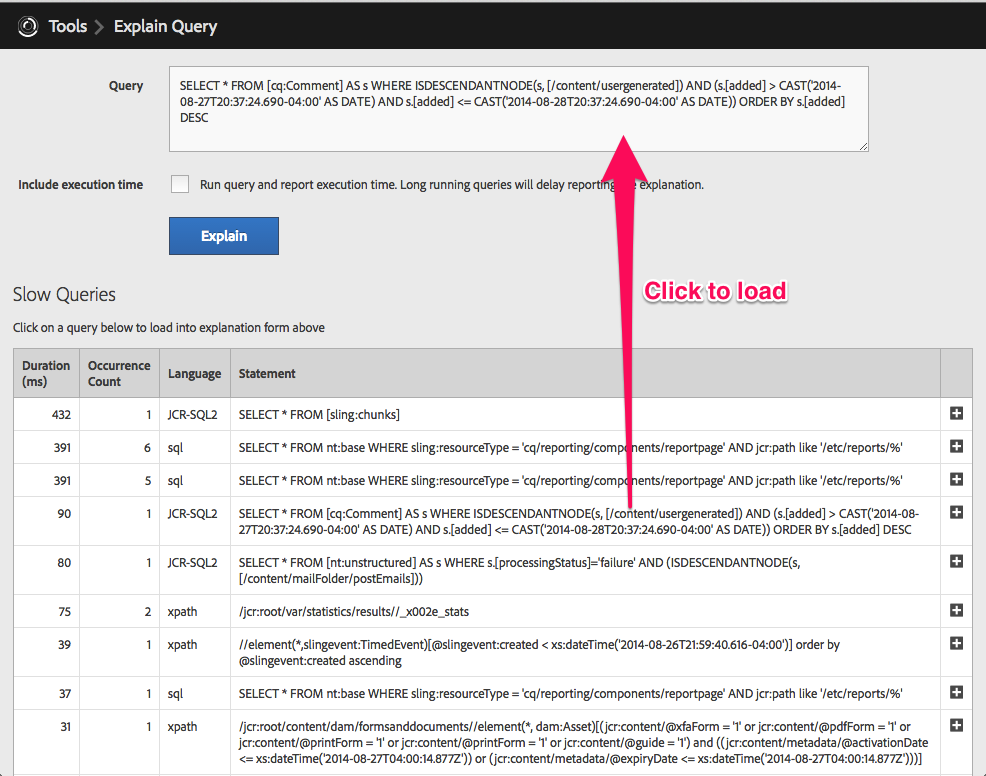 Tools > Explain Query
Query
SELECT * FROM [cq:Comment] AS s WHERE ISDESCENDANTNODE(s, [/content/usergenerated]) AND (s.[added] > CAST('2014-
08-27T20:37:24.690-04:00' AS DATE) AND s.[added] <= CAST('2014-08-28T20:37:24.690-04:00' AS DATE)) ORDER BY s.[added]
DESC
Include execution time
Run query and report execution time. Long running queries will delay reporting explanation.
Explain
Click to load
Slow Queries
Click on a query below to load into explanation form above
Duration (ms) Occurrence Count Language Statement
432 1 JCR-SQL2 SELECT * FROM [sling:chunks]
391 6 sql SELECT * FROM nt:base WHERE sling:resourceType = 'cq/reporting/components/reportpage' AND jcr:path like '/etc/reports/%'
391 5 sql SELECT * FROM nt:base WHERE sling:resourceType = 'cq/reporting/components/reportpage' AND jcr:path like '/etc/reports/%'
90 1 JCR-SQL2 SELECT * FROM [cq:Comment] AS s WHERE ISDESCENDANTNODE(s, [/content/usergenerated]) AND (s.[added] > CAST('2014-08-
27T20:37:24.690-04:00' AS DATE) AND s.[added] <= CAST('2014-08-28T20:37:24.690-04:00' AS DATE)) ORDER BY s.[added] DESC
80 1 JCR-SQL2 SELECT * FROM [nt:unstructured] AS s WHERE s.[processingStatus]='failure' AND (ISDESCENDANTNODE(s,
[/content/mailFolder/postEmails]))
75 2 xpath /jcr:root/var/statistics/results//_x002e_stats
39 1 xpath //element(*,slingevent:TimedEvent)[@slingevent:created < xs:dateTime('2014-08-26T21:59:40.616-04:00')] order by
@slingevent:created ascending
37 1 sql SELECT * FROM nt:base WHERE sling:resourceType = 'cq/reporting/components/reportpage' AND jcr:path like '/etc/reports/%'
31 1 xpath /jcr:root/content/dam/formsanddocuments//element(*, dam:Asset)[(jcr:content/@xfaForm = '1' or jcr:content/@pdfForm = '1' or
jcr:content/@printForm = '1' or jcr:content/@printForm = '1' or jcr:content/@guide = '1') and ((jcr:content/metadata/@activationDate
<= xs:dateTime('2014-08-27T04:00:14.877Z')) or (jcr:content/metadata/@expiryDate <= xs:dateTime('2014-08-27T04:00:14.877Z')))]